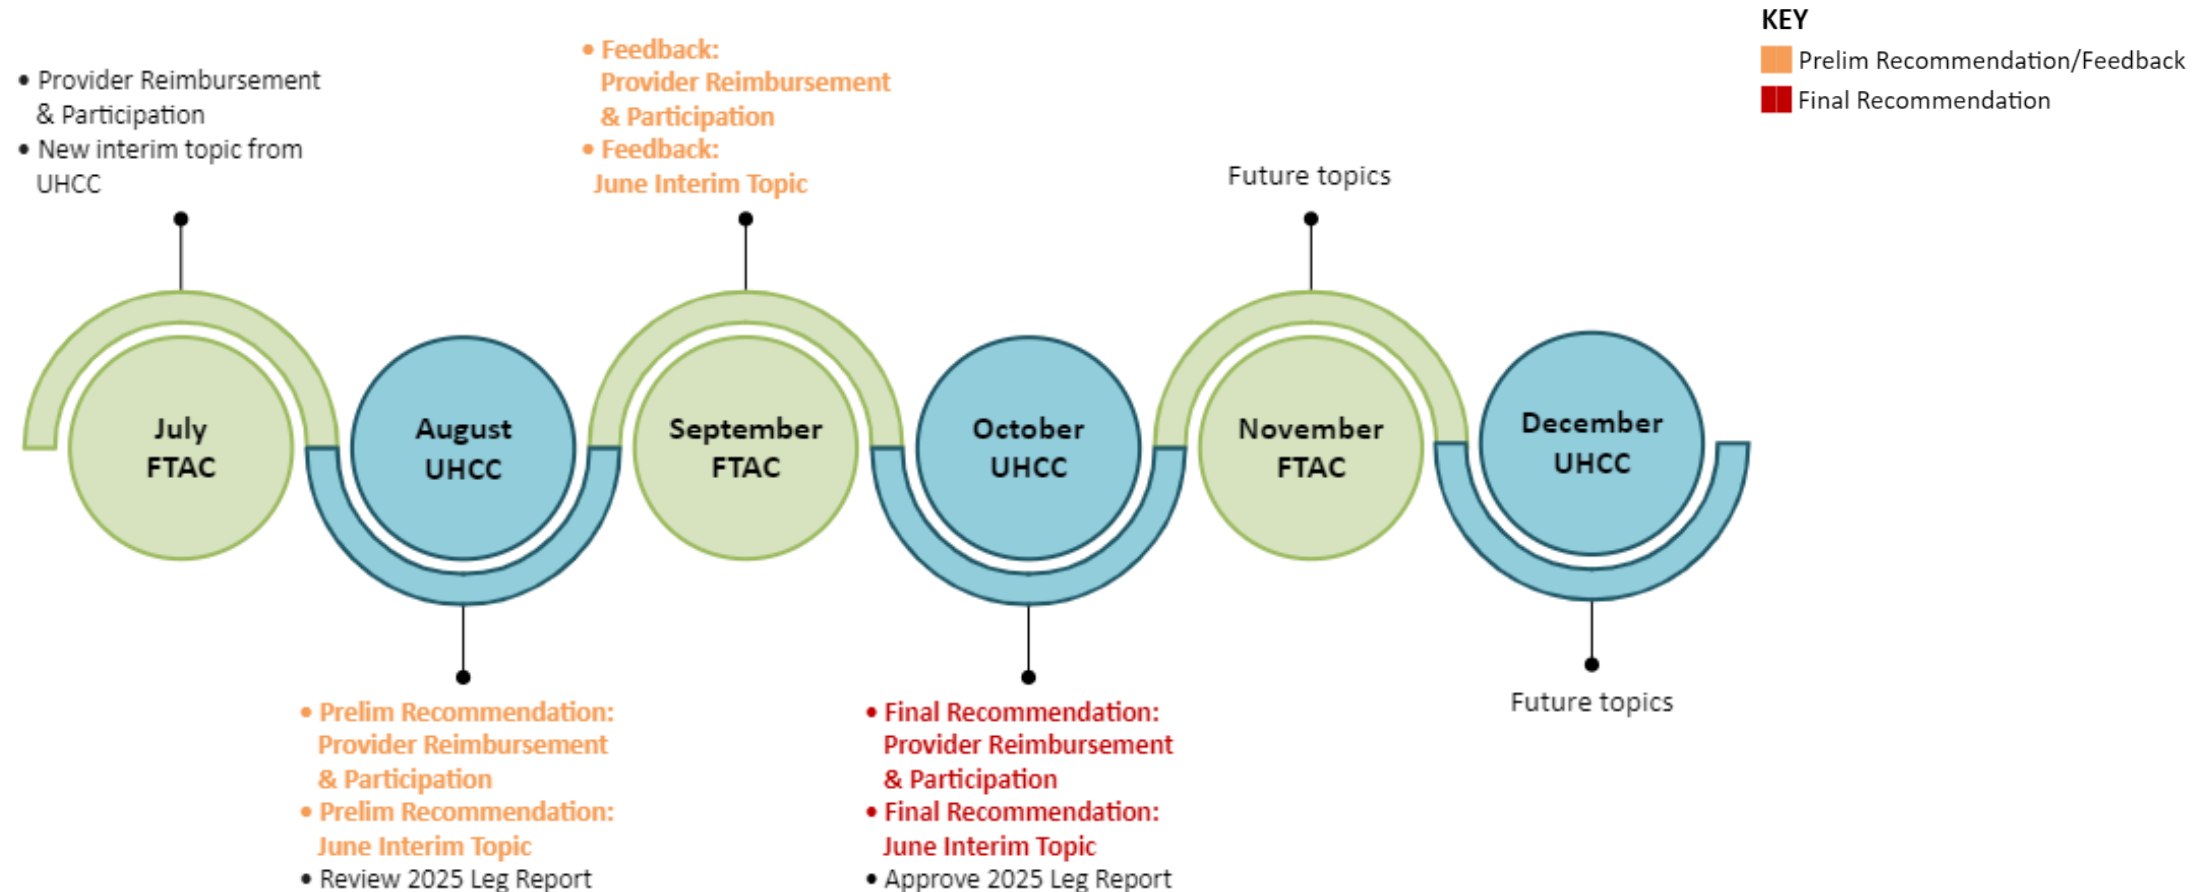 KEY
Prelim Recommendation/Feedback
Final Recommendation
• Provider Reimbursement
& Participation
• New interim topic from
UHCC
• Feedback:
Provider Reimbursement
& Participation
• Feedback:
June Interim Topic
Future topics
July
FTAC
August
UHCC
September
FTAC
October
UHCC
November
FTAC
December
UHCC
• Prelim Recommendation:
Provider Reimbursement
& Participation
• Prelim Recommendation:
June Interim Topic
• Review 2025 Leg Report
• Final Recommendation:
Provider Reimbursement
& Participation
• Final Recommendation:
June Interim Topic
• Approve 2025 Leg Report
Future topics